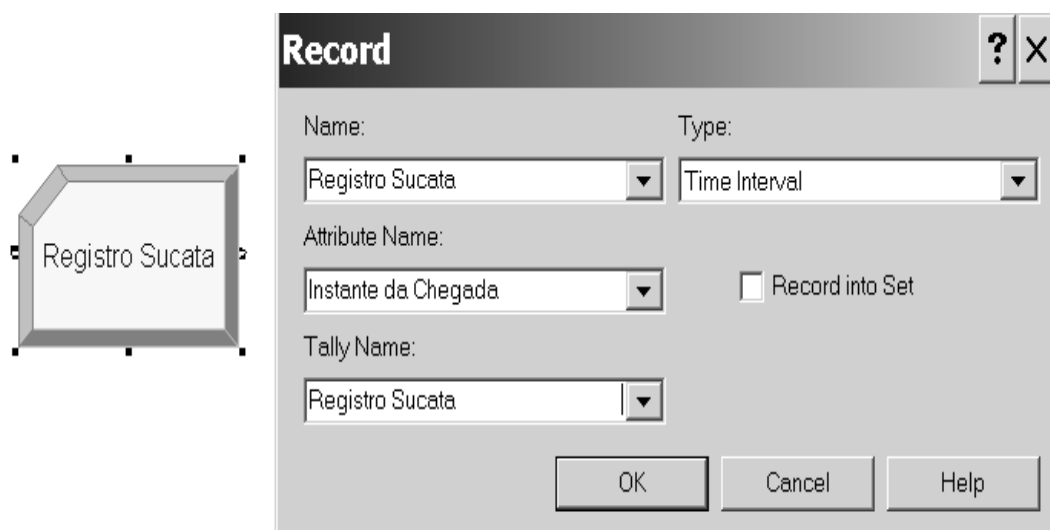 Registro Sucata
Record
? X
Name: Type:
Registro Sucata Time Interval
Attribute Name:
Instante da Chegada Record into Set
Tally Name:
Registro Sucata
OK Cancel Help